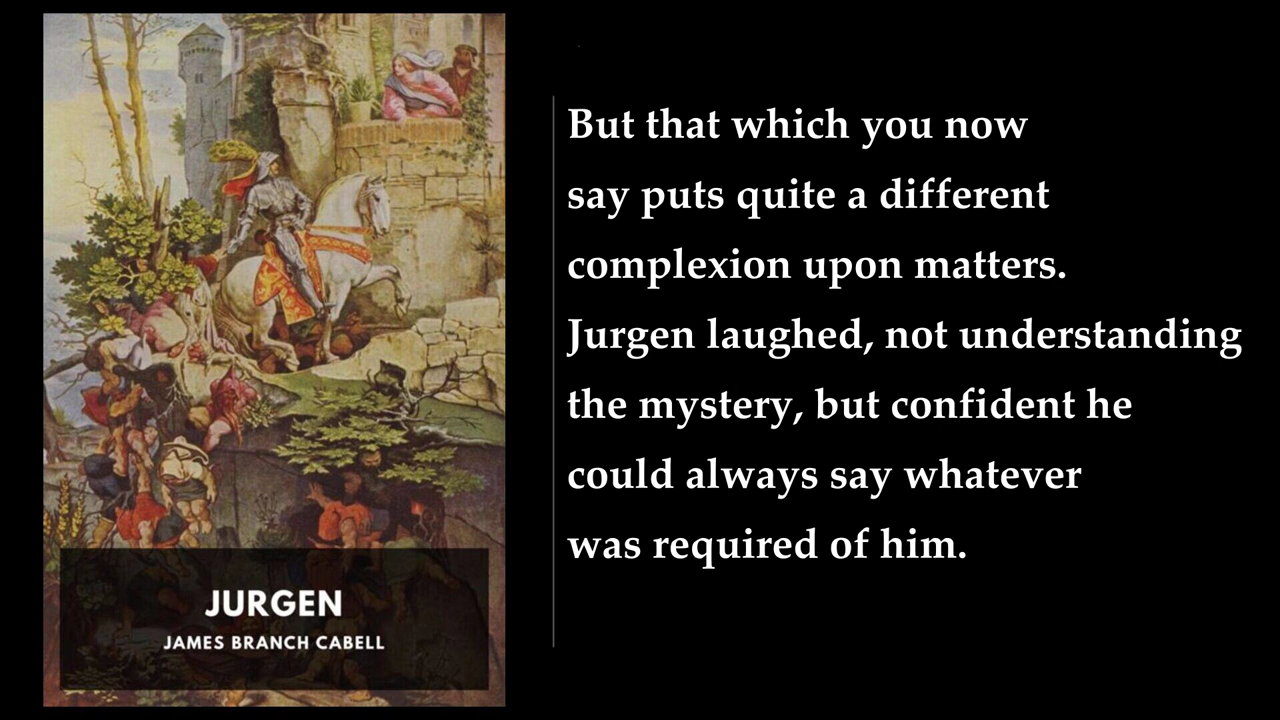 But that which you now
say puts quite a different
complexion upon matters.
Jurgen laughed, not understanding
the mystery, but confident he
could always say whatever
was required of him.
JURGEN
JAMES BRANCH CABELL